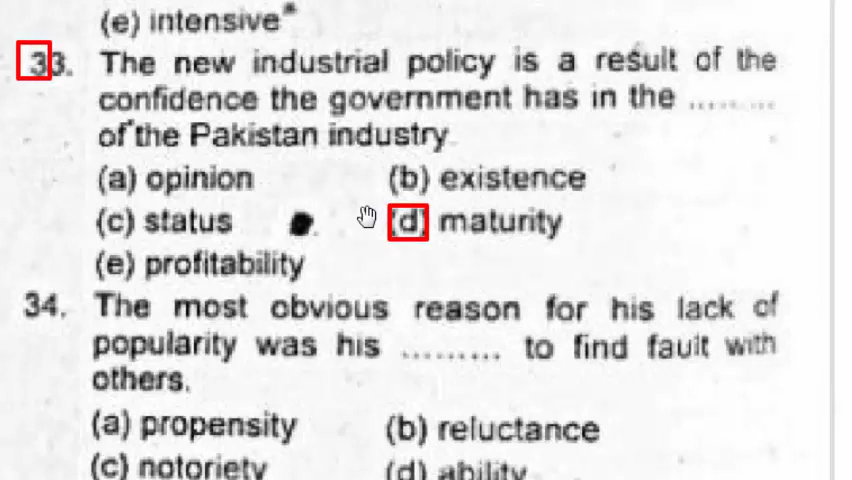 (e) intensive*
33. The new industrial policy is a result of the
confidence the government has in the .........
of the Pakistan industry
(a) opinion (b) existence
(c) status (d) maturity
(e) profitability
34. The most obvious reason for his lack of
popularity was his ......... to find fault with
others.
(a) propensity (b) reluctance
(c) notoriety (d) ability